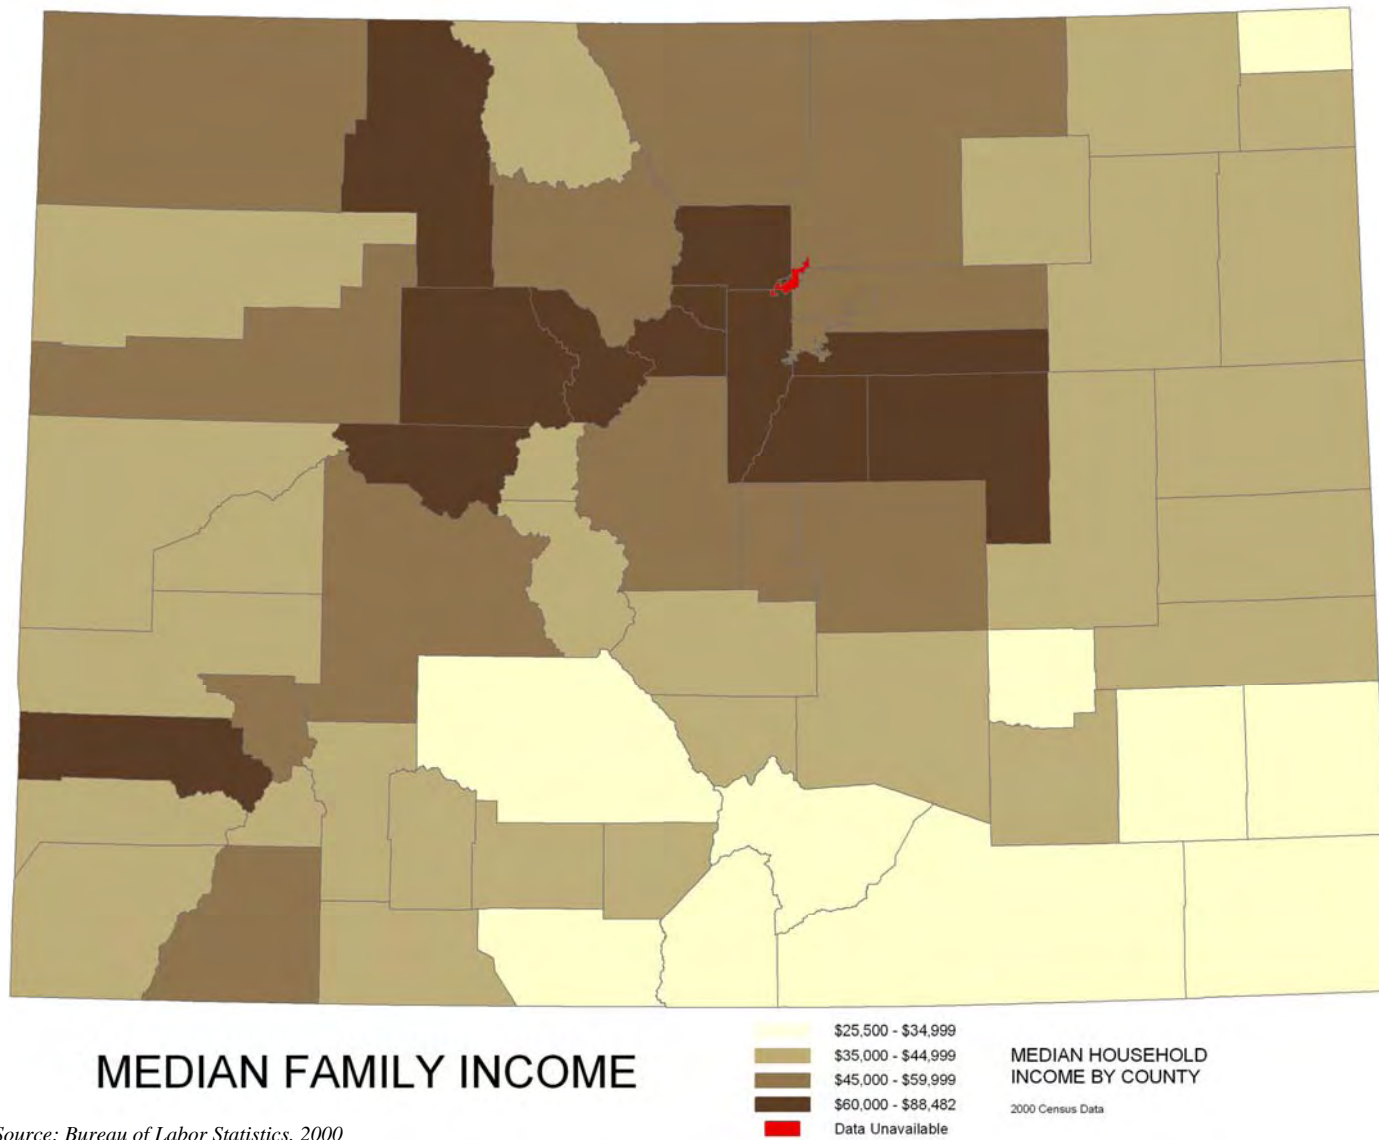 MEDIAN FAMILY INCOME
$25,500 - $34,999
$35,000 - $44,999
$45,000 - $59,999
$60,000 - $88,482
Data Unavailable
MEDIAN HOUSEHOLD
INCOME BY COUNTY
2000 Census Data
Source: Bureau of Labor Statistics, 2000